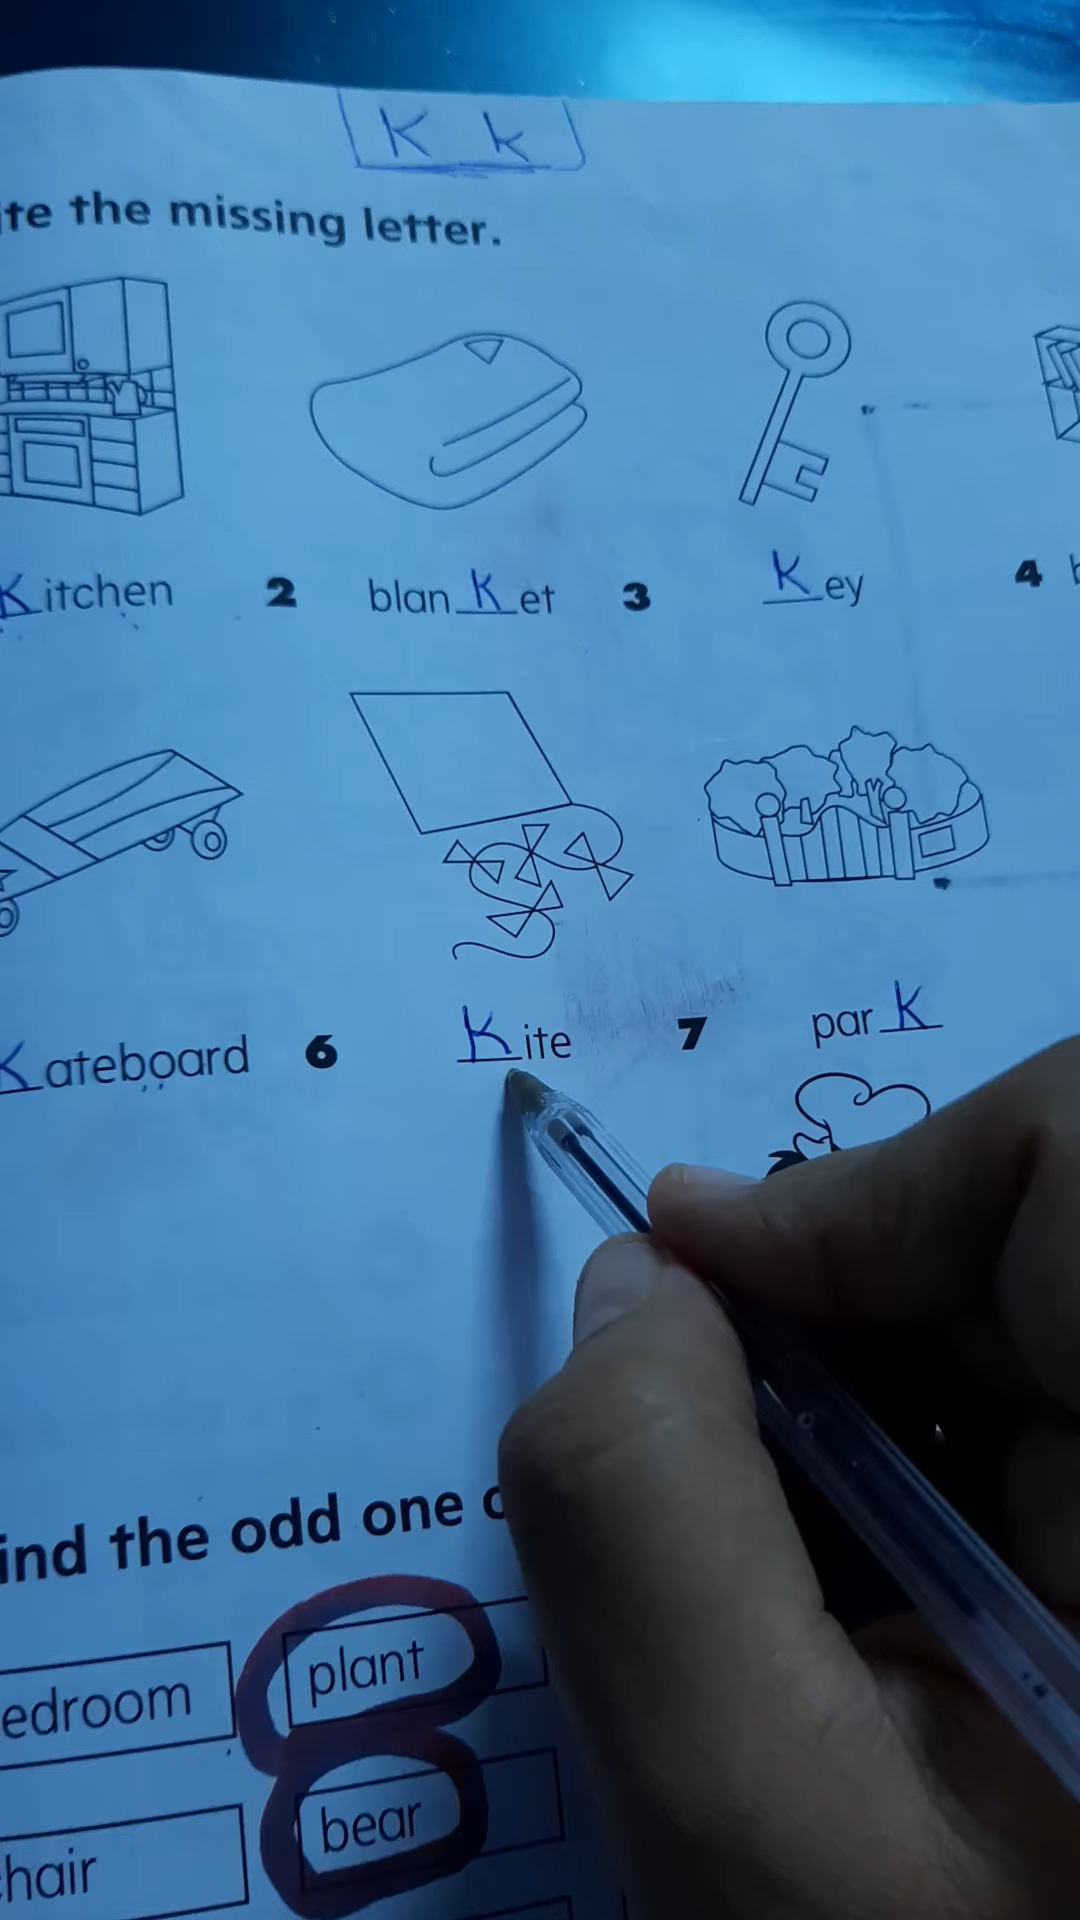 K k
te the missing letter.
Kitchen 2 blanKet 3 Key 4 b
Kateboard 6 Kite 7 parK
ind the odd one
edroom plant
hair bear